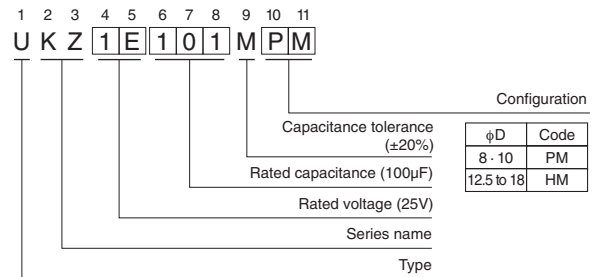 1 2 3 4 5 6 7 8 9 10 11
U K Z 1 E 1 0 1 M P M
Configuration
Capacitance tolerance
(±20%)
Rated capacitance (100µF)
Rated voltage (25V)
Series name
Type
ϕD Code
8 · 10 PM
12.5 to 18 HM